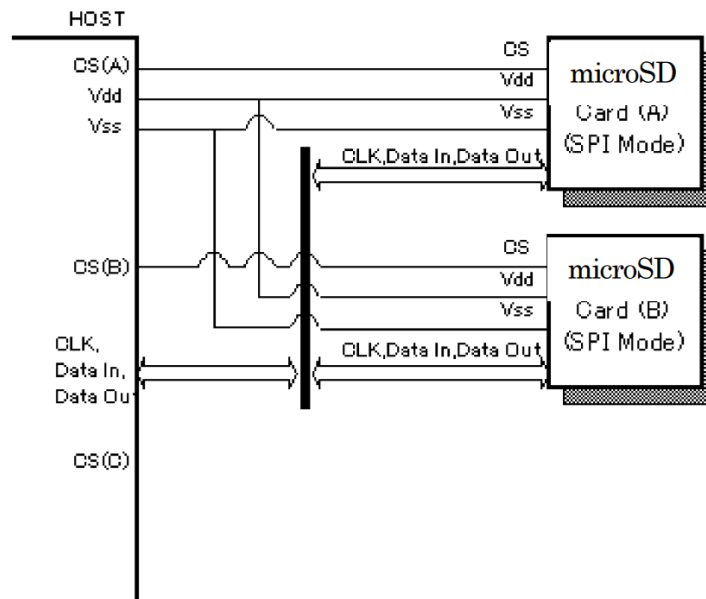 HOST
CS(A)
Vdd
Vss
CS
Vdd
Vss
microSD
Card (A)
(SPI Mode)
CLK,Data In,Data Out
CS(B)
CS
Vdd
Vss
microSD
Card (B)
(SPI Mode)
CLK,Data In,Data Out
CLK,
Data In,
Data Ou
CS(C)